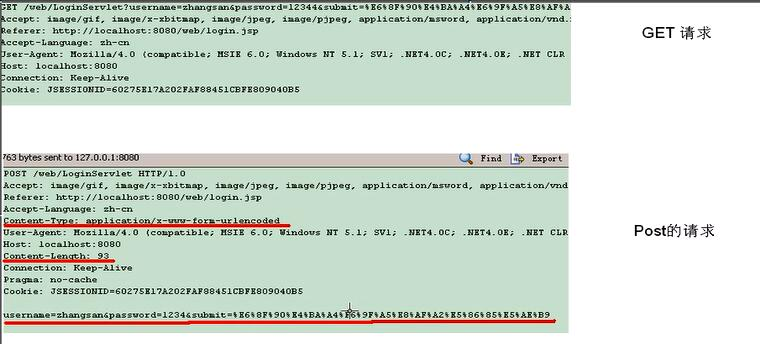 GET /web/LoginServlet?username=zhangsan&password=12344&submit=%E6%8F%90%E4%BA%A4%E6%9F%A5%E8%AF%A
Accept: image/gif, image/x-xbitmap, image/jpeg, image/pjpeg, application/msword, application/vnd.
Referer: http://localhost:8080/web/login.jsp
Accept-Language: zh-cn
User-Agent: Mozilla/4.0 (compatible; MSIE 6.0; Windows NT 5.1; SV1; .NET4.0C; .NET4.0E; .NET CLR
Host: localhost:8080
Connection: Keep-Alive
Cookie: JSESSIONID=60275E17A202FAF88451CBFE809040B5
GET 请求
763 bytes sent to 127.0.0.1:8080
Find
Export
POST /web/LoginServlet HTTP/1.0
Accept: image/gif, image/x-xbitmap, image/jpeg, image/pjpeg, application/msword, application/vnd
Referer: http://localhost:8080/web/login.jsp
Accept-Language: zh-cn
Content-Type: application/x-www-form-urlencoded
User-Agent: Mozilla/4.0 (compatible; MSIE 6.0; Windows NT 5.1; SV1; .NET4.0C; .NET4.0E; .NET CLR
Host: localhost:8080
Content-Length: 93
Connection: Keep-Alive
Pragma: no-cache
Cookie: JSESSIONID=60275E17A202FAF88451CBFE809040B5
username=zhangsan&password=1234&submit=%E6%8F%90%E4%BA%A4%E6%9F%A5%E8%AF%A2%E5%86%85%E5%AE%B9
Post的请求